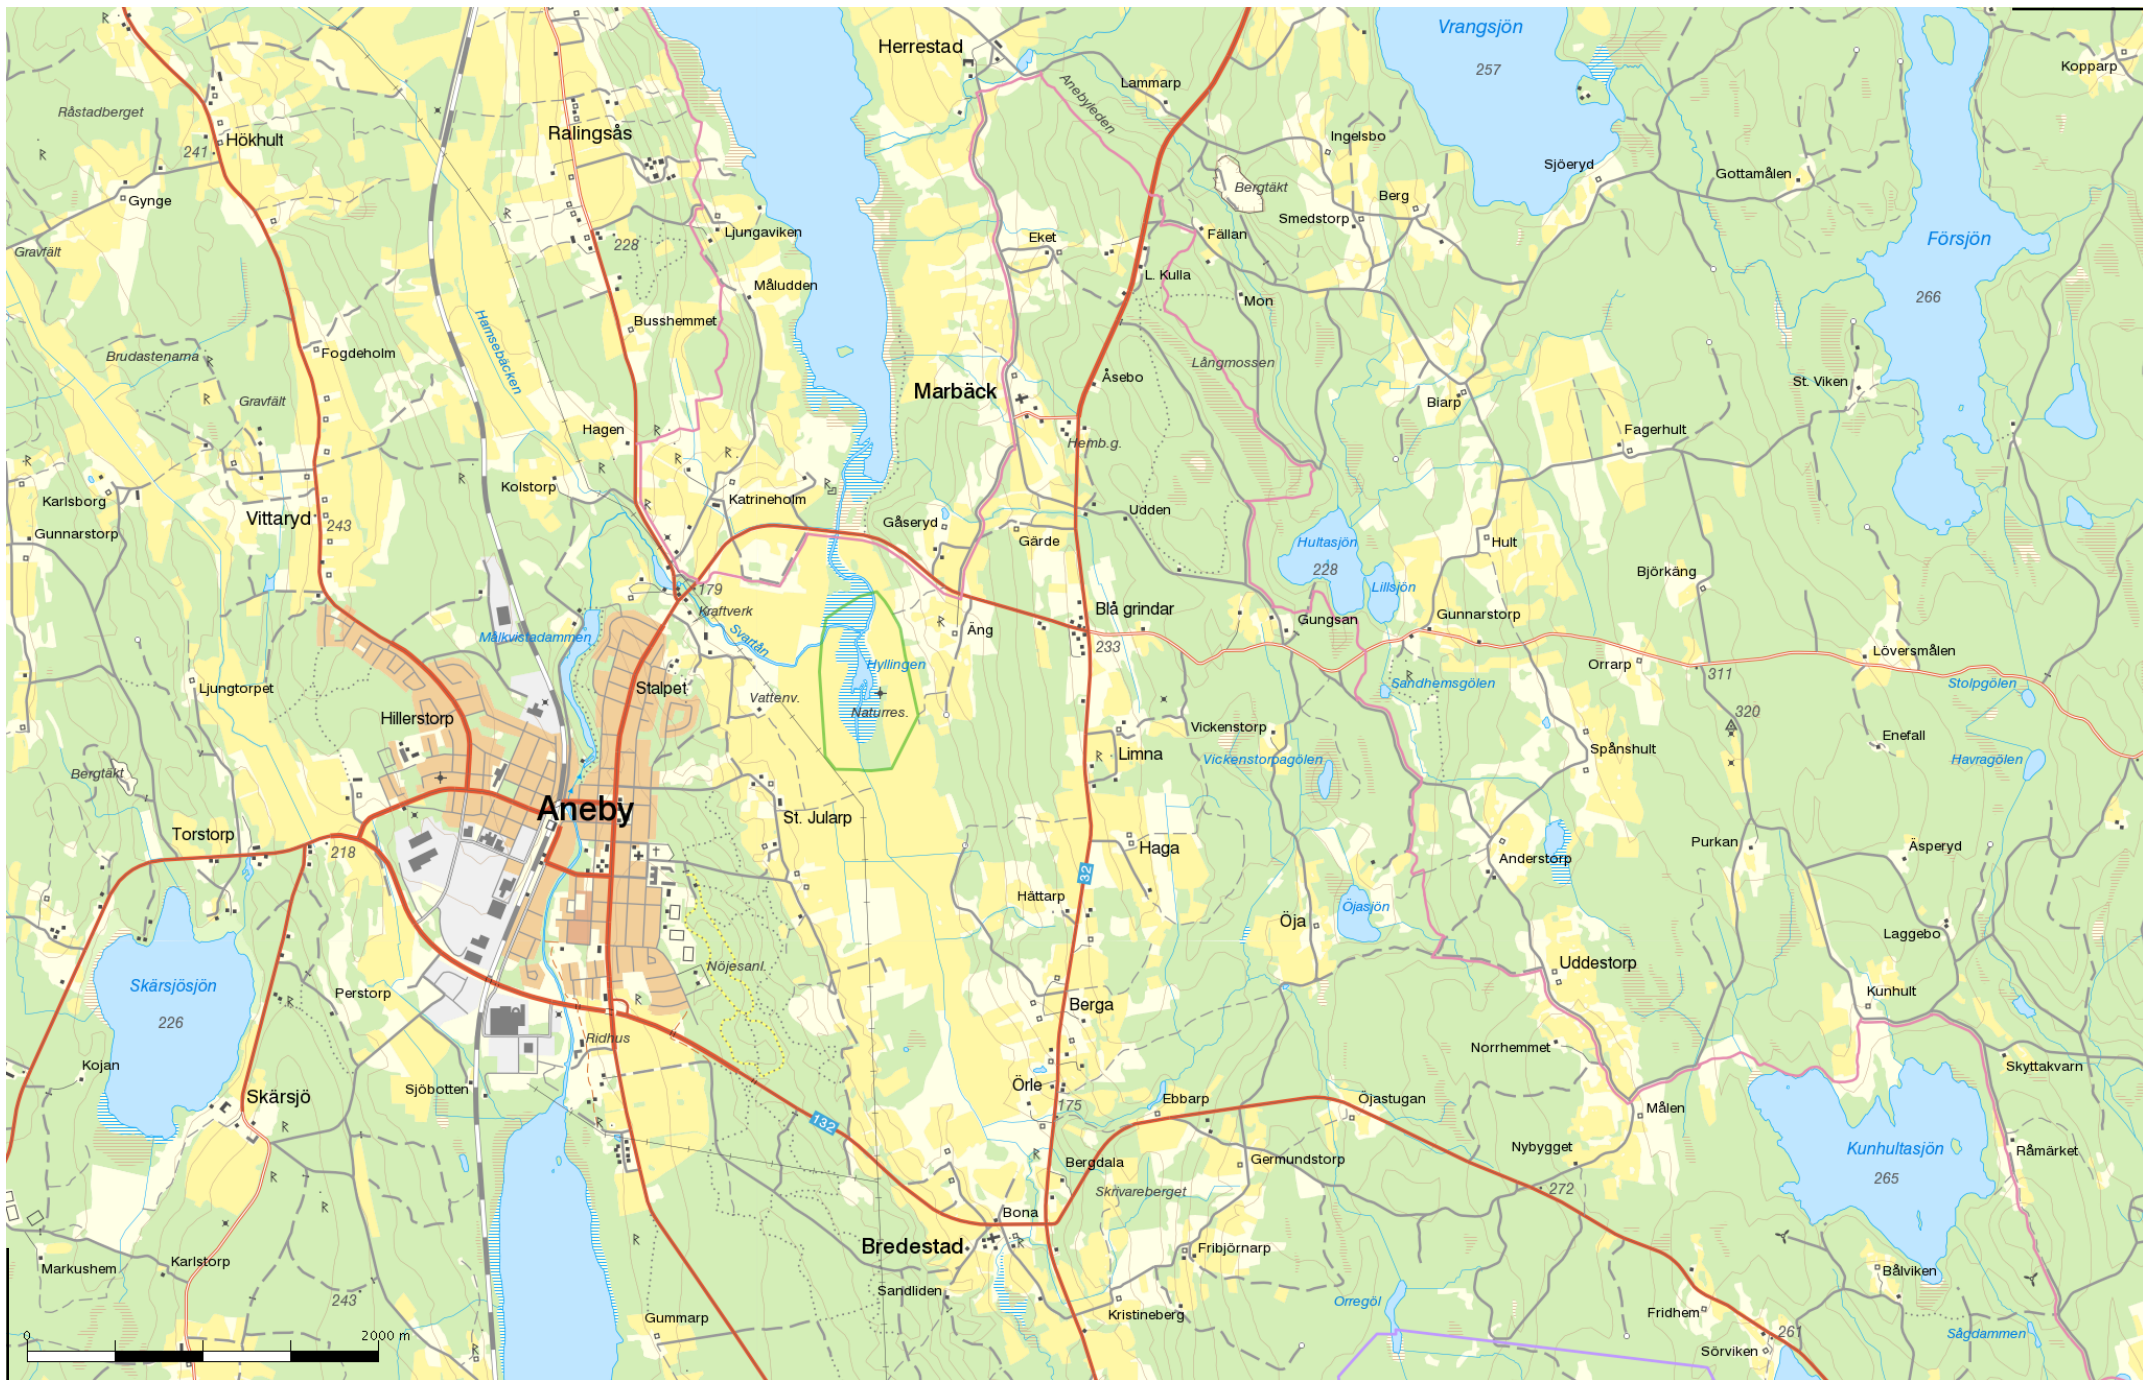 Vrangsjön
257
Herrestad
Kopparp
Lammarp
Anebyleden
Råstadberget
Ralingsås
Ingelsbo
Hökhult
241
Sjöeryd
Gottamålen
Bergtäkt
Berg
Gynge
Smedstorp
Ljungaviken
228
Eket
Fällan
Försjön
Gravfält
L. Kulla
Måludden
Mon
266
Busshemmet
Hamsebäcken
Fogdeholm
Brudastenarna
Långmossen
Åsebo
St. Viken
Marbäck
Gravfält
Biarp
Hagen
Hemb.g.
Fagerhult
Kolstorp
Karlsborg
Katrineholm
Udden
Vittaryd
243
Gåseryd
Gunnarstorp
Gärde
Hultasjön
Hult
228
Björkäng
179
Lillsjön
Kraftverk
Blå grindar
Gunnarstorp
Gungsan
Målkvistadammen
Svartån
Äng
233
Hyllingen
Orrarp
Löversmålen
311
Ljungtorpet
Stalpet
Vattenv.
Sandhemsgölen
Stolpgölen
Naturres.
320
Hillerstorp
Vickenstorp
Limna
Spånshult
Enefall
Vickenstorpagölen
Havragölen
Bergtäkt
Aneby
St. Jularp
Torstorp
218
Haga
Purkan
Äsperyd
Anderstorp
32
Hättarp
Öjasjön
Öja
Laggebo
Nöjesanl.
Uddestorp
Skärsjösjön
Perstorp
Kunhult
226
Berga
Ridhus
Norrhemmet
Kojan
Skyttakvarn
Sjöbotten
Örle
Skärsjö
Ebbarp
Öjastugan
175
Målen
132
Nybygget
Kunhultasjön
Råmärket
Bergdala
Germundstorp
265
Skrivareberget
272
Bona
Bredestad
Fribjörnarp
Markushem
Karlstorp
Bålviken
Sandliden
243
Orregöl
Fridhem
Gummarp
Kristineberg
261
Sågdammen
0 2000 m
Sörviken